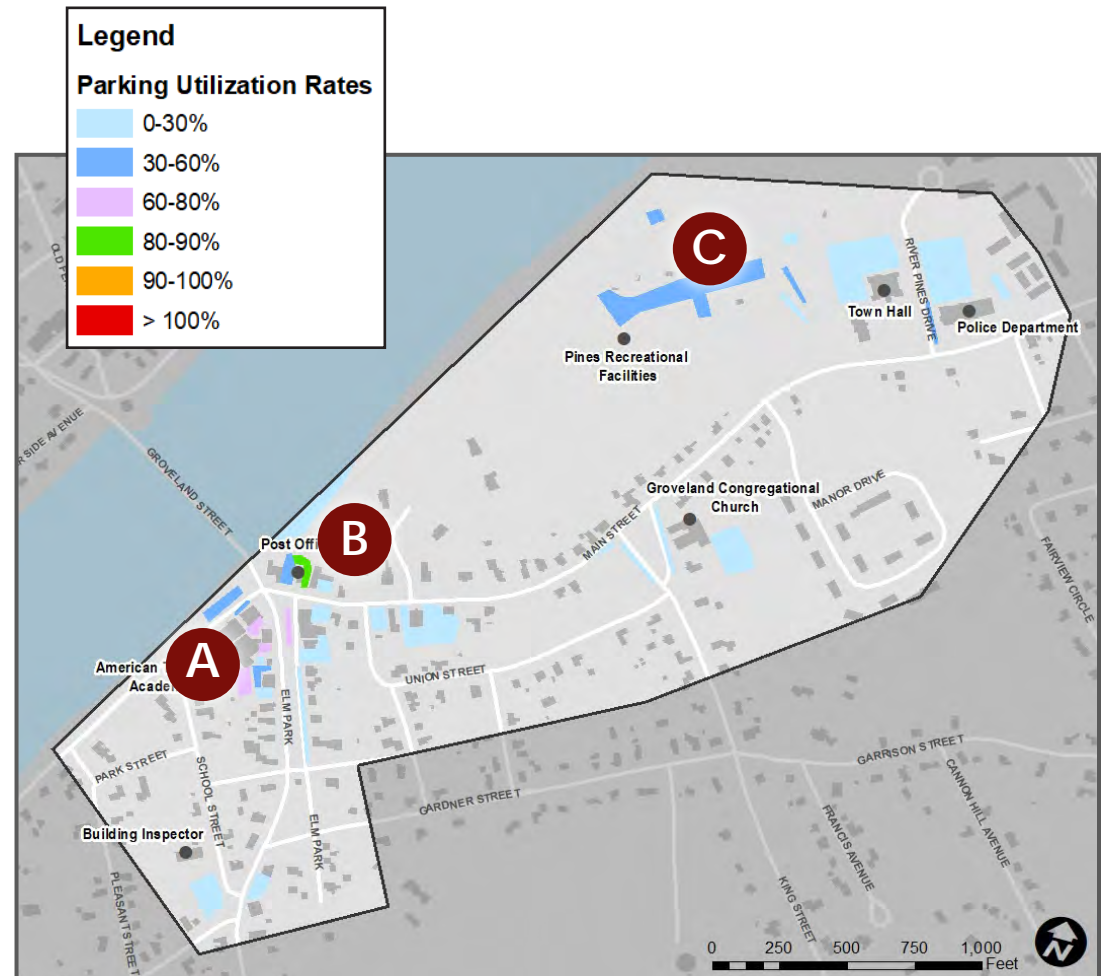 Legend
Parking Utilization Rates
0-30%
30-60%
60-80%
80-90%
90-100%
> 100%
C
RIVER PINES DRIVE
Town Hall
Police Department
Pines Recreational
Facilities
SIDE AVENUE
GROVELAND STREET
Groveland Congregational
Church
MANOR DRIVE
MAIN STREET
B
Post
FAIRVIEW CIRCLE
A
American
UNION STREET
ELM PARK
PARK STREET
SCHOOL STREET
GARRISON STREET
CANNON HILL AVENUE
GARDNER STREET
FRANCIS AVENUE
Building Inspector
ELM PARK
PLEASANT STREET
KING STREET
0 250 500 750 1,000
Feet
N